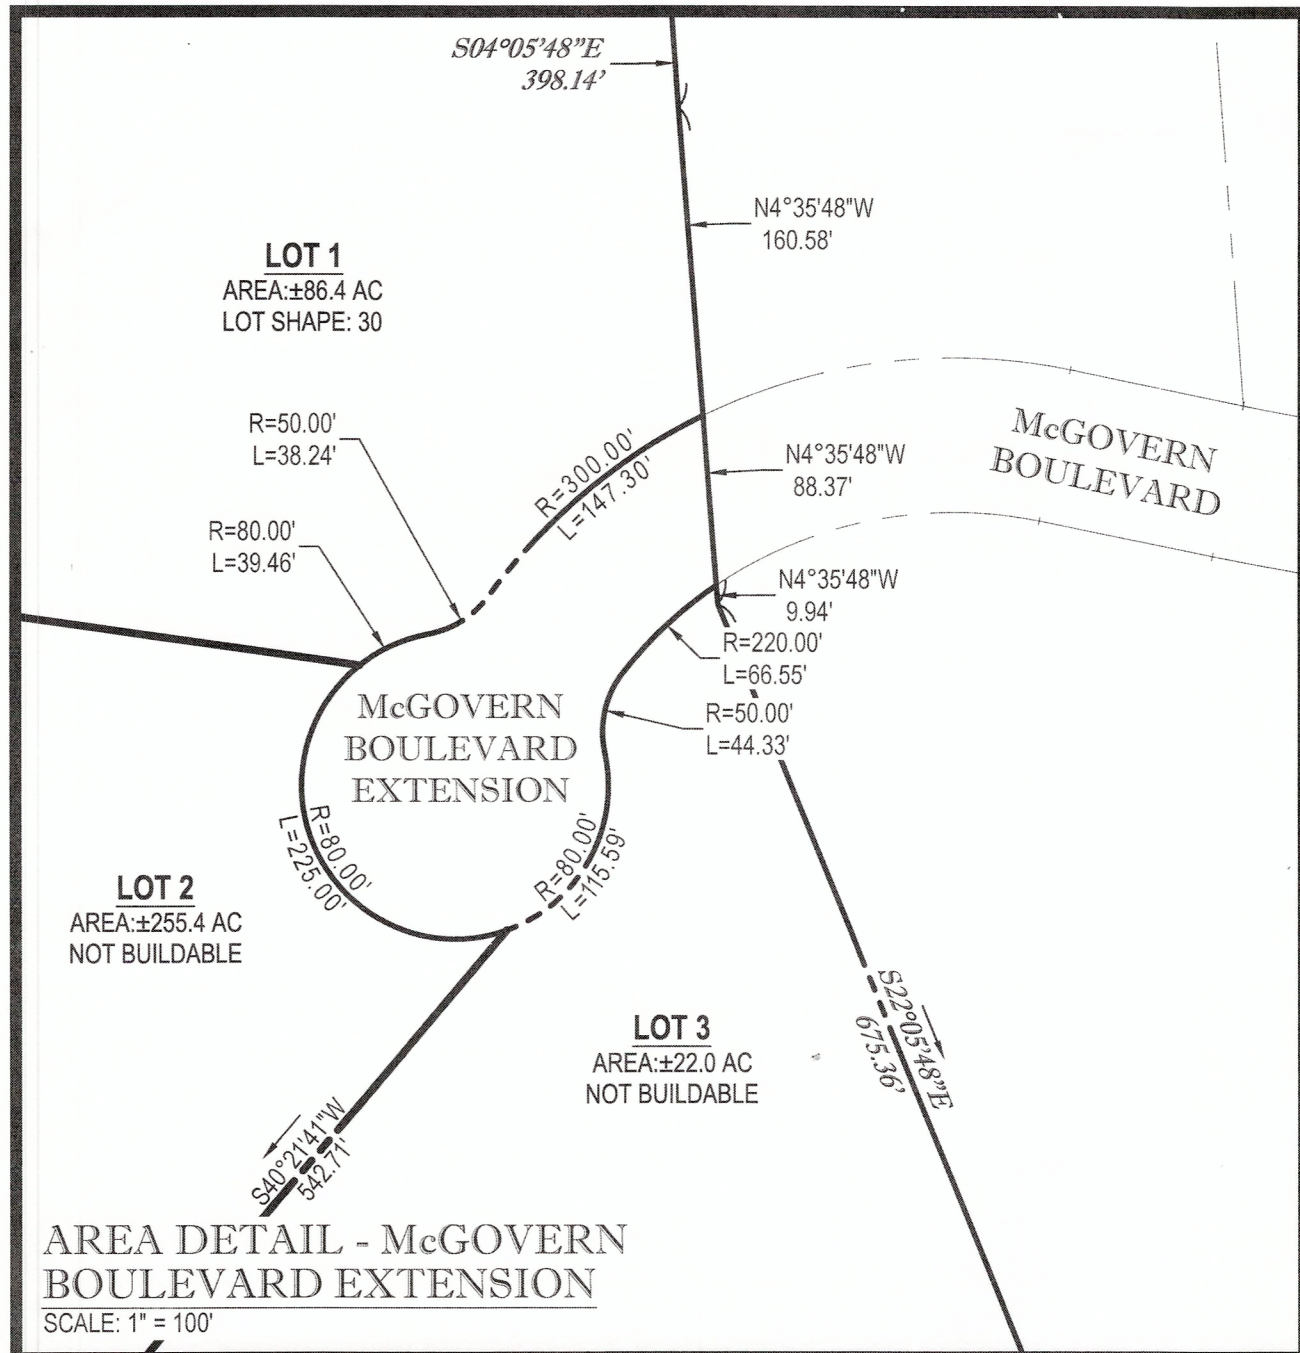 S04°05'48"E
398.14'
N4°35'48"W
160.58'
LOT 1
AREA:±86.4 AC
LOT SHAPE: 30
R=50.00'
L=38.24'
R=300.00'
L=147.30'
N4°35'48"W
88.37'
McGOVERN
BOULEVARD
R=80.00'
L=39.46'
N4°35'48"W
9.94'
R=220.00'
L=66.55'
R=50.00'
L=44.33'
McGOVERN
BOULEVARD
EXTENSION
R=80.00'
L=225.00'
R=80.00'
L=115.59'
LOT 2
AREA:±255.4 AC
NOT BUILDABLE
LOT 3
AREA:±22.0 AC
NOT BUILDABLE
S22°05'48"E
675.36'
S40°21'41"W
542.71'
AREA DETAIL - McGOVERN
BOULEVARD EXTENSION
SCALE: 1" = 100'